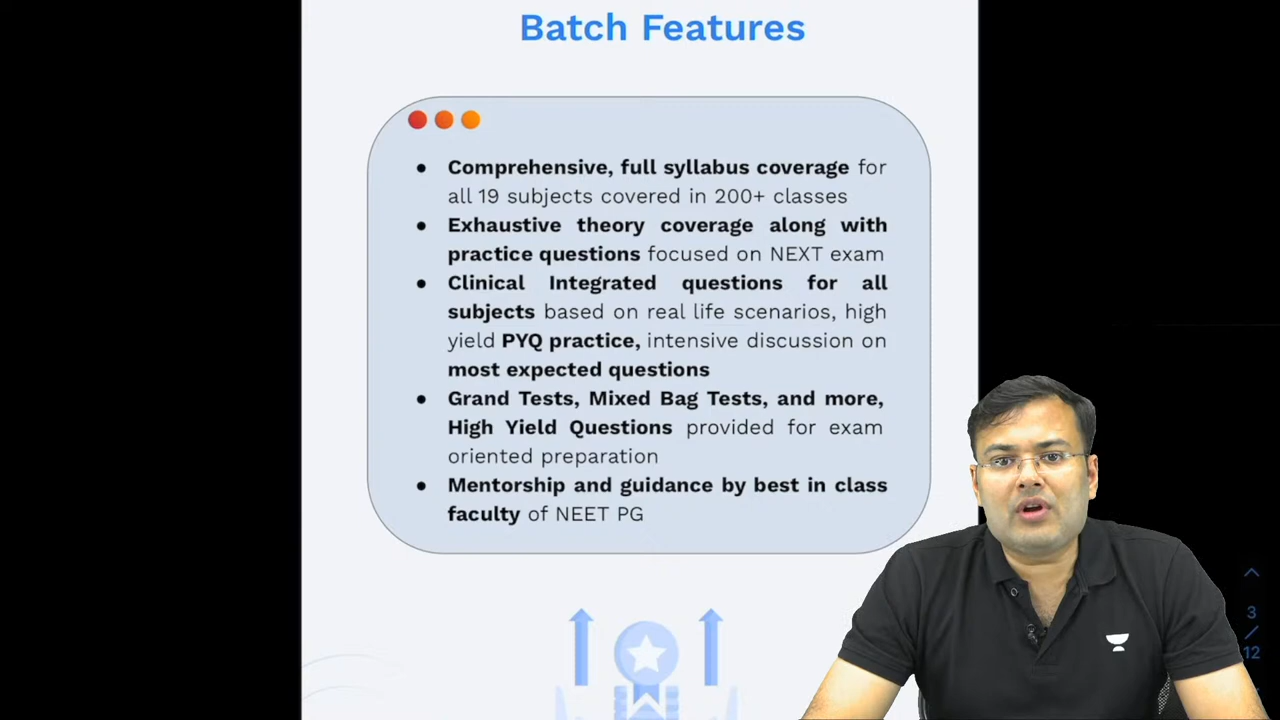 Batch Features
● Comprehensive, full syllabus coverage for
all 19 subjects covered in 200+ classes
● Exhaustive theory coverage along with
practice questions focused on NEXT exam
● Clinical Integrated questions for all
subjects based on real life scenarios, high
yield PYQ practice, intensive discussion on
most expected questions
● Grand Tests, Mixed Bag Tests, and more,
High Yield Questions provided for exam
oriented preparation
● Mentorship and guidance by best in class
faculty of NEET PG
3
/
12